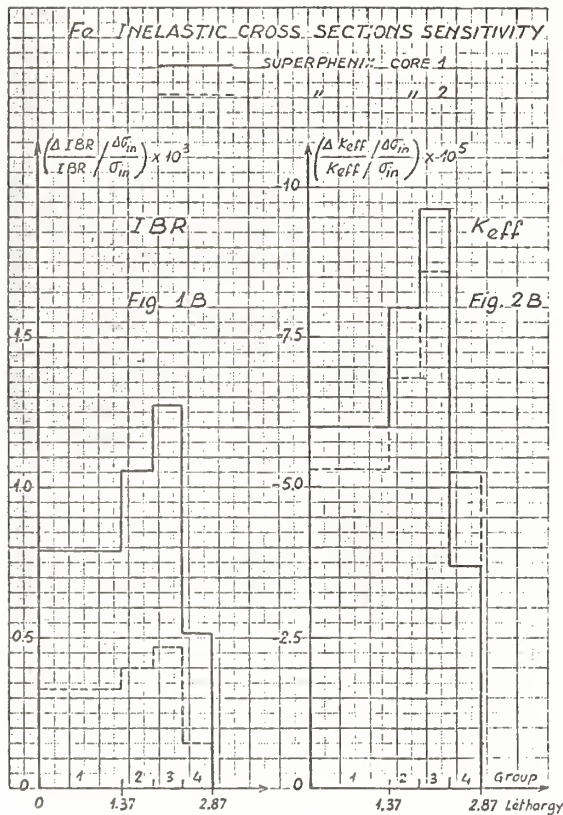 Fe INELASTIC CROSS SECTIONS SENSITIVITY
SUPERPHENIX CORE 1
" " 2
(ΔIBR/IBR / Δσin/σin) x 10³
(ΔKeff/Keff / Δσin/σin) x 10⁵
IBR
Keff
Fig. 1B
Fig. 2B
1.5
1.0
0.5
0
-10
-7.5
-5.0
-2.5
0
1 2 3 4
1 2 3 4 Group
0 1.37 2.87
1.37 2.87 Léthargy